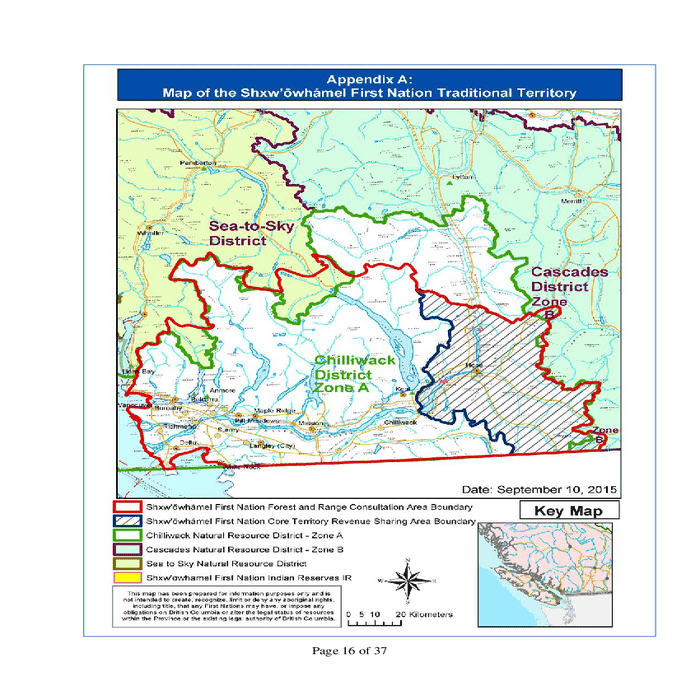 Appendix A:
Map of the Shxw'ōwhámel First Nation Traditional Territory
Pemberton
Lytton
Merritt
Whistler
Sea-to-Sky
District
Cascades
District
Zone
B
Chilliwack
District
Zone A
Hope
Kent
Lions Bay
Anmore
Vancouver
Burnaby
Maple Ridge
Pitt Meadows
Mission
Chilliwack
Richmond
Surrey
Delta
Langley (City)
White Rock
Zone
B
Date: September 10, 2015
Shxw'ōwhámel First Nation Forest and Range Consultation Area Boundary
Shxw'ōwhámel First Nation Core Territory Revenue Sharing Area Boundary
Chilliwack Natural Resource District - Zone A
Cascades Natural Resource District - Zone B
Sea to Sky Natural Resource District
Shxw'owhamel First Nation Indian Reserves IR
Key Map
This map has been prepared for information purposes only and is
not intended to create, recognize, limit or deny any aboriginal rights,
including title, that any First Nations may have, or impose any
obligations on British Columbia or alter the legal status of resources
within the Province or the existing legal authority of British Columbia.
0 5 10 20 Kilometers
Page 16 of 37